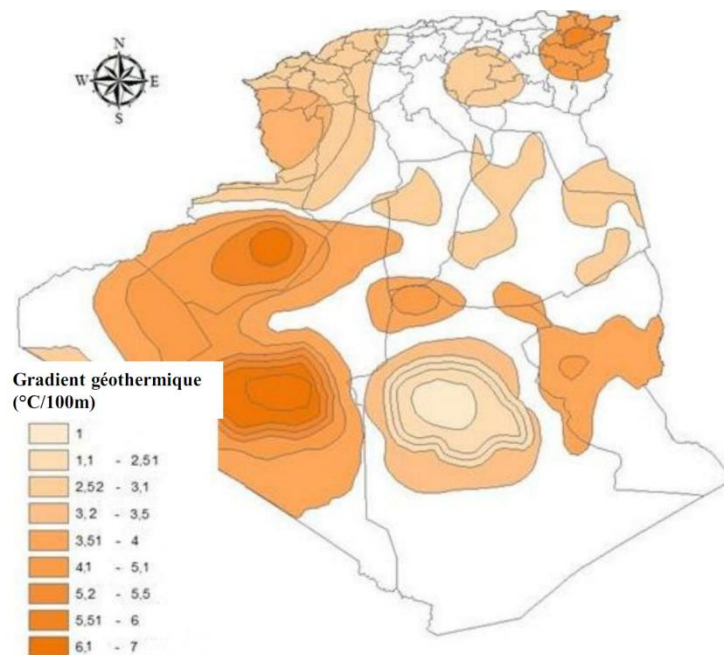 N
W E
S
Gradient géothermique
(°C/100m)
1
1,1 - 2,51
2,52 - 3,1
3,2 - 3,5
3,51 - 4
4,1 - 5,1
5,2 - 5,5
5,51 - 6
6,1 - 7